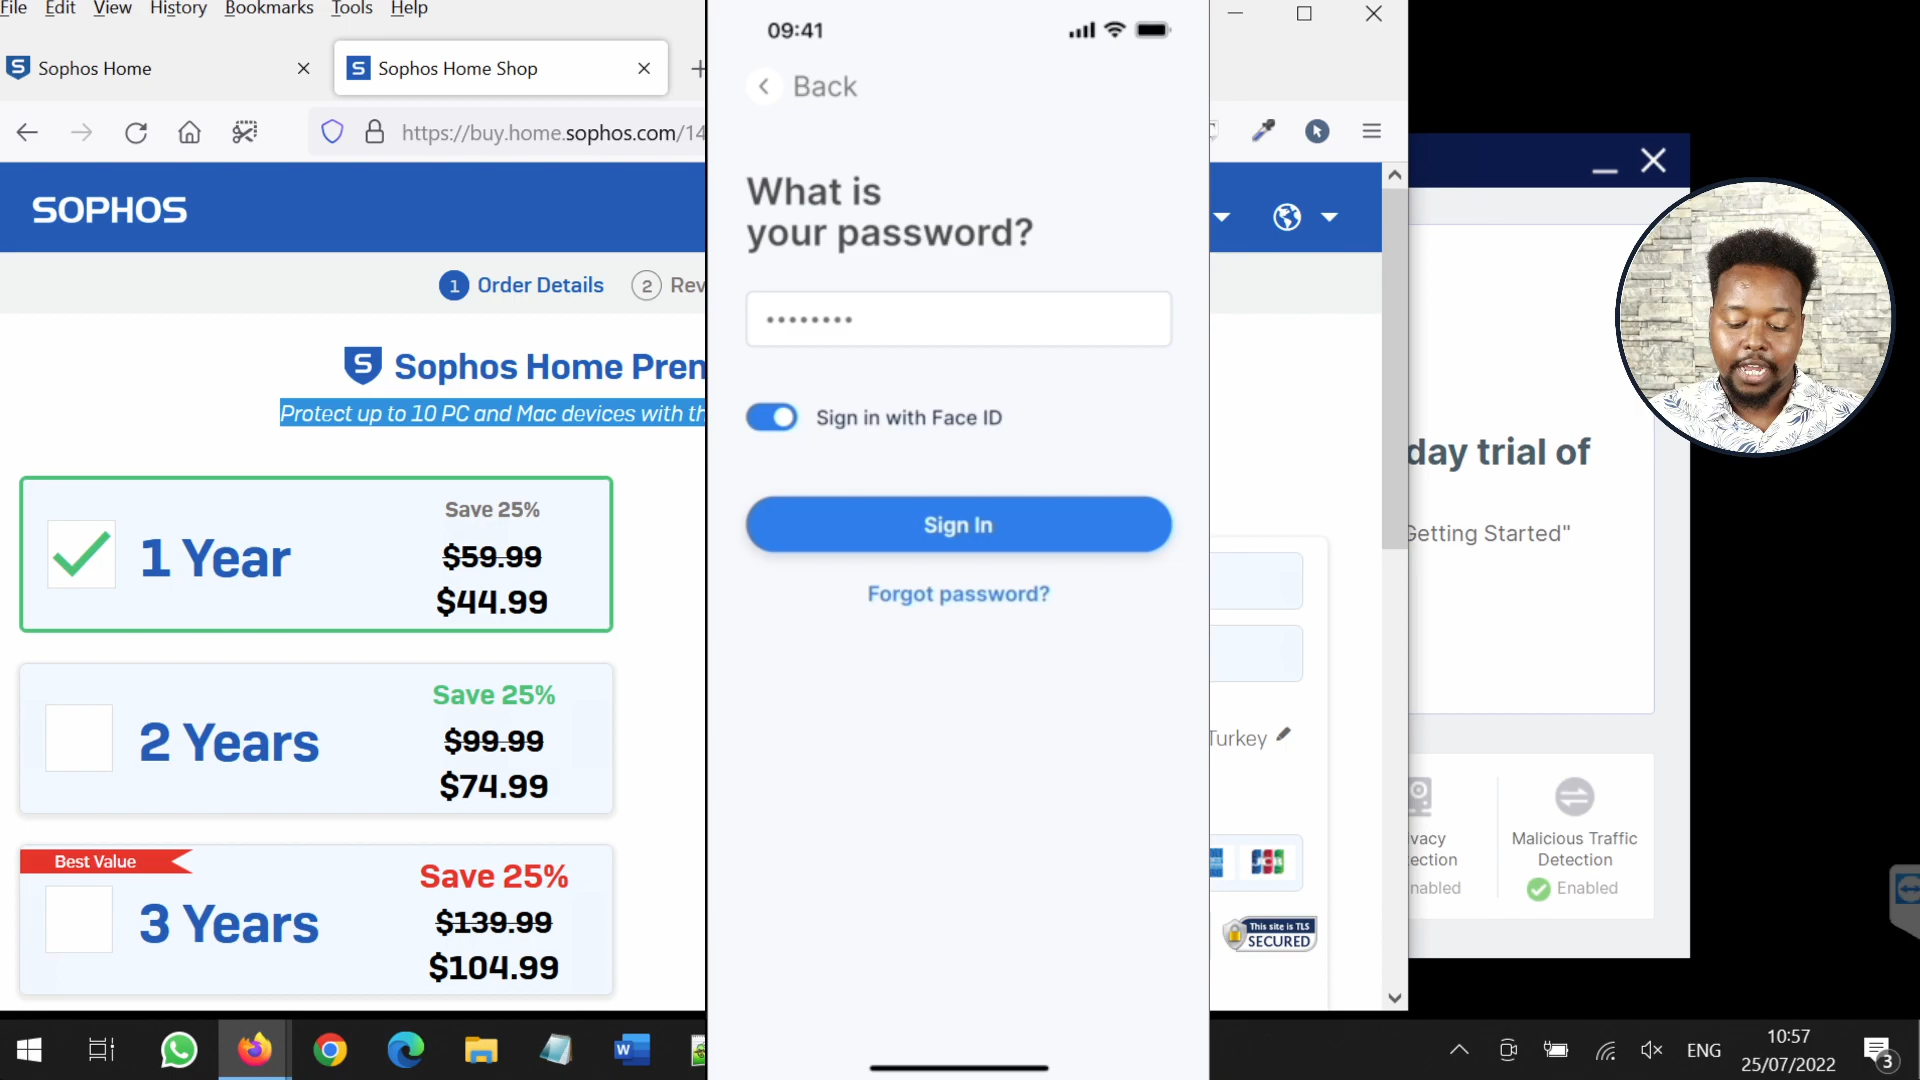 File Edit View History Bookmarks Tools Help
Sophos Home
Sophos Home Shop
https://buy.home.sophos.com/14
SOPHOS
1 Order Details
2 Rev
Sophos Home Prem
Protect up to 10 PC and Mac devices with th
1 Year
Save 25%
$59.99
$44.99
2 Years
Save 25%
$99.99
$74.99
Best Value
3 Years
Save 25%
$139.99
$104.99
09:41
Back
What is
your password?
Sign in with Face ID
Sign In
Forgot password?
Turkey
JCB
This site is TLS
SECURED
day trial of
Getting Started"
vacy
ection
nabled
Malicious Traffic
Detection
Enabled
ENG
10:57
25/07/2022
3